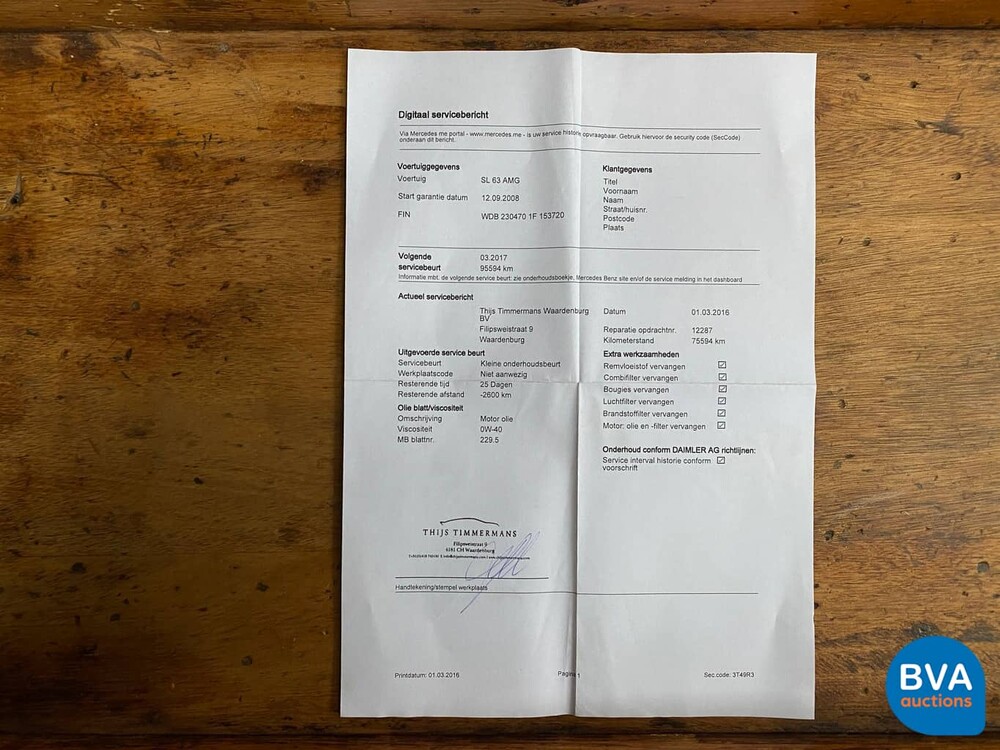 Digitaal servicebericht
Via Mercedes me portal - www.mercedes.me - is uw service historie opvraagbaar. Gebruik hiervoor de security code (SecCode)
onderaan dit bericht.
Voertuiggegevens
Voertuig SL 63 AMG
Start garantie datum 12.09.2008
FIN WDB 230470 1F 153720
Klantgegevens
Titel
Voornaam
Naam
Straat/huisnr.
Postcode
Plaats
Volgende 03.2017
servicebeurt 95594 km
Informatie mbt. de volgende service beurt: zie onderhoudsboekje, Mercedes Benz site en/of de service melding in het dashboard
Actueel servicebericht
Thijs Timmermans Waardenburg
BV
Filipsweistraat 9
Waardenburg
Datum 01.03.2016
Reparatie opdrachtnr. 12287
Kilometerstand 75594 km
Uitgevoerde service beurt
Servicebeurt Kleine onderhoudsbeurt
Werkplaatscode Niet aanwezig
Resterende tijd 25 Dagen
Resterende afstand -2600 km
Olie blatt/viscositeit
Omschrijving Motor olie
Viscositeit 0W-40
MB blattnr. 229.5
Extra werkzaamheden
Remvloeistof vervangen
Combifilter vervangen
Bougies vervangen
Luchtfilter vervangen
Brandstoffilter vervangen
Motor: olie en -filter vervangen
Onderhoud conform DAIMLER AG richtlijnen:
Service interval historie conform
voorschrift
THIJS TIMMERMANS
Filipsweistraat 9
4181 CH Waardenburg
Handtekening/stempel werkplaats
Printdatum: 01.03.2016
Pagina 1
Sec.code: 3T49R3
BVA
auctions